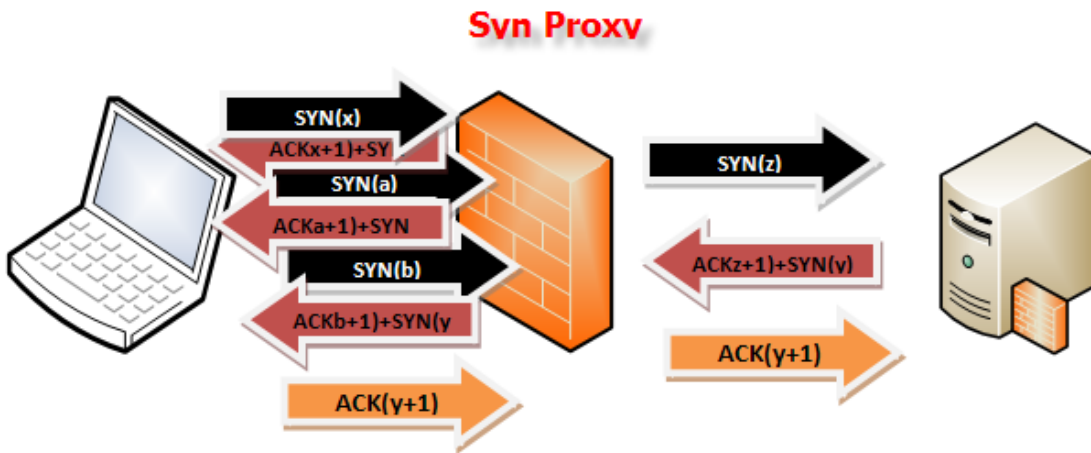 Syn Proxy
SYN(x)
ACKx+1)+SY
SYN(a)
ACKa+1)+SYN
SYN(b)
ACKb+1)+SYN(y
ACK(y+1)
SYN(z)
ACKz+1)+SYN(y)
ACK(y+1)